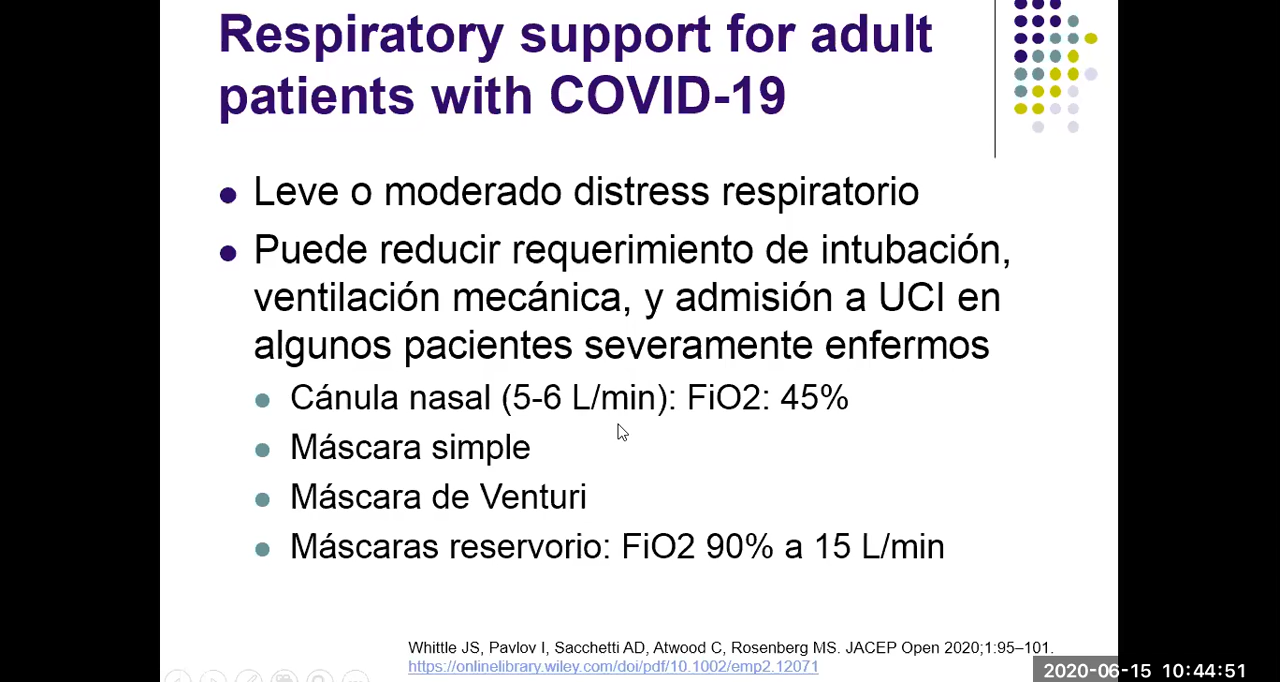 Respiratory support for adult
patients with COVID-19
Leve o moderado distress respiratorio
Puede reducir requerimiento de intubación,
ventilación mecánica, y admisión a UCI en
algunos pacientes severamente enfermos
Cánula nasal (5-6 L/min): FiO2: 45%
Máscara simple
Máscara de Venturi
Máscaras reservorio: FiO2 90% a 15 L/min
Whittle JS, Pavlov I, Sacchetti AD, Atwood C, Rosenberg MS. JACEP Open 2020;1:95–101.
https://onlinelibrary.wiley.com/doi/pdf/10.1002/emp2.12071
2020-06-15 10:44:51